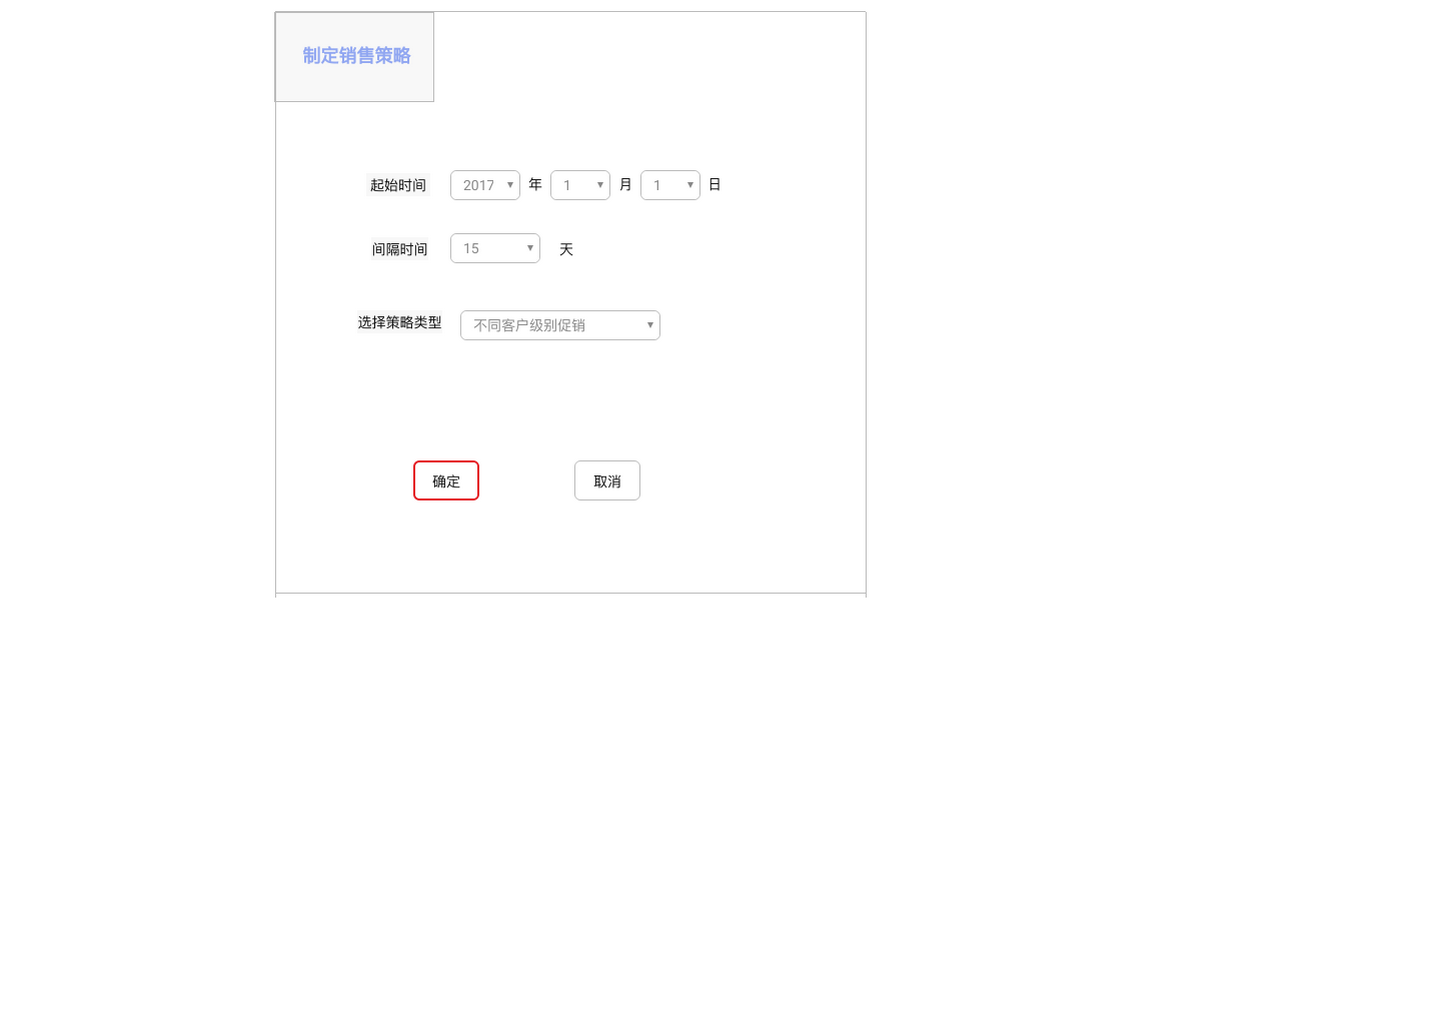 制定销售策略
起始时间 2017 年 1 月 1 日
间隔时间 15 天
选择策略类型 不同客户级别促销
确定 取消